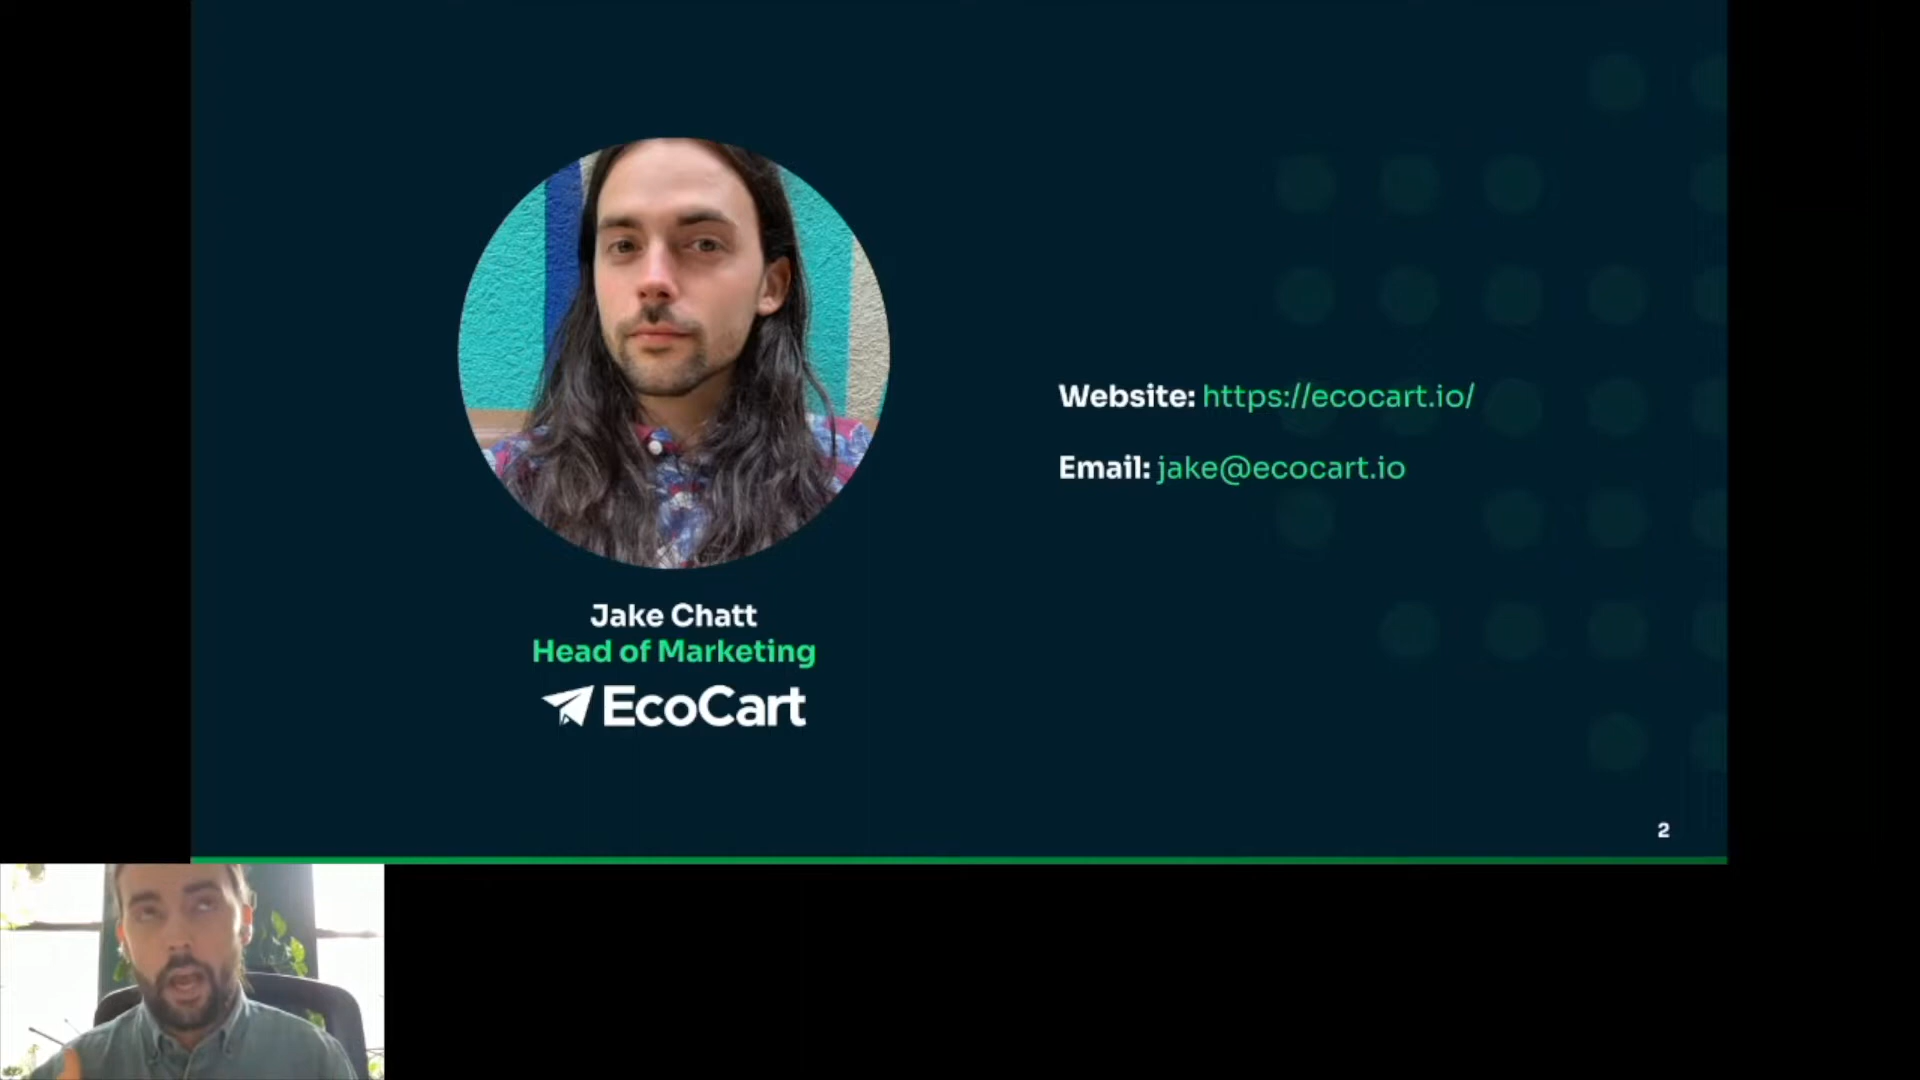 Website: https://ecocart.io/
Email: jake@ecocart.io
Jake Chatt
Head of Marketing
EcoCart
2